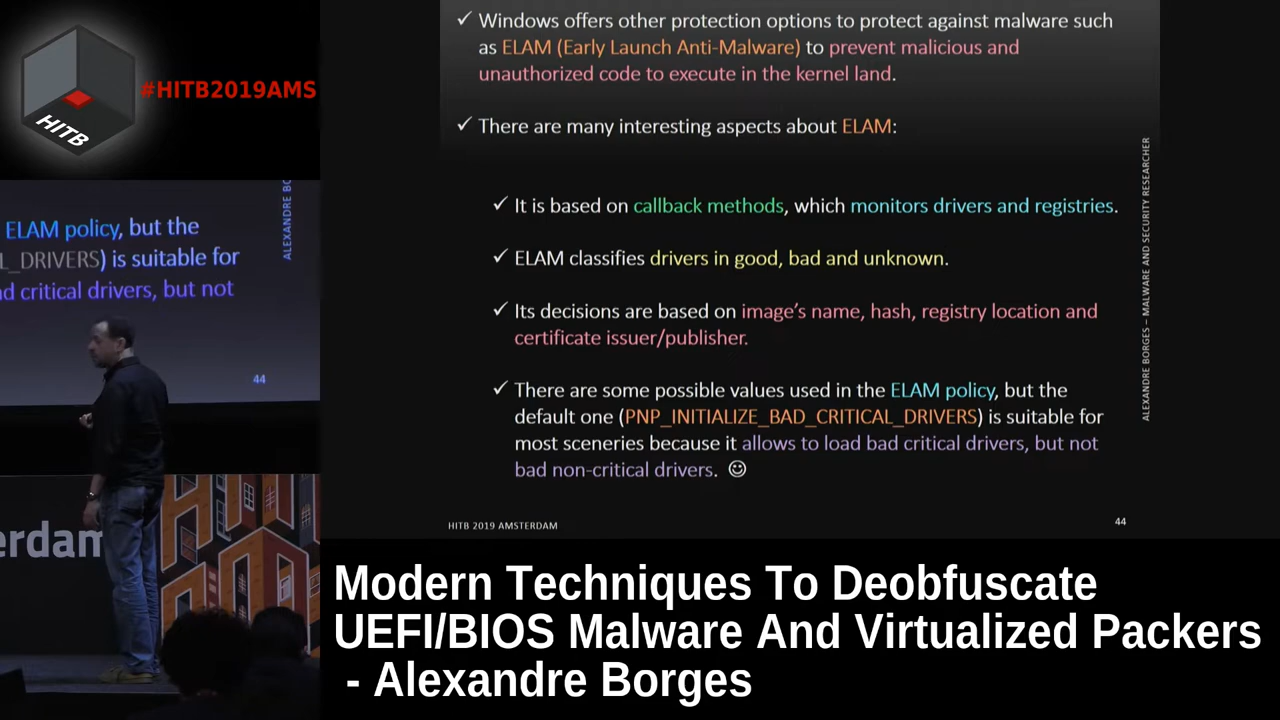 HITB
#HITB2019AMS
ELAM policy, but the
L_DRIVERS) is suitable for
d critical drivers, but not
ALEXANDRE BO
44
erdam
✓ Windows offers other protection options to protect against malware such
as ELAM (Early Launch Anti-Malware) to prevent malicious and
unauthorized code to execute in the kernel land.
✓ There are many interesting aspects about ELAM:
✓ It is based on callback methods, which monitors drivers and registries.
✓ ELAM classifies drivers in good, bad and unknown.
✓ Its decisions are based on image’s name, hash, registry location and
certificate issuer/publisher.
✓ There are some possible values used in the ELAM policy, but the
default one (PNP_INITIALIZE_BAD_CRITICAL_DRIVERS) is suitable for
most sceneries because it allows to load bad critical drivers, but not
bad non-critical drivers. ☺
ALEXANDRE BORGES – MALWARE AND SECURITY RESEARCHER
HITB 2019 AMSTERDAM
44
Modern Techniques To Deobfuscate
UEFI/BIOS Malware And Virtualized Packers
- Alexandre Borges